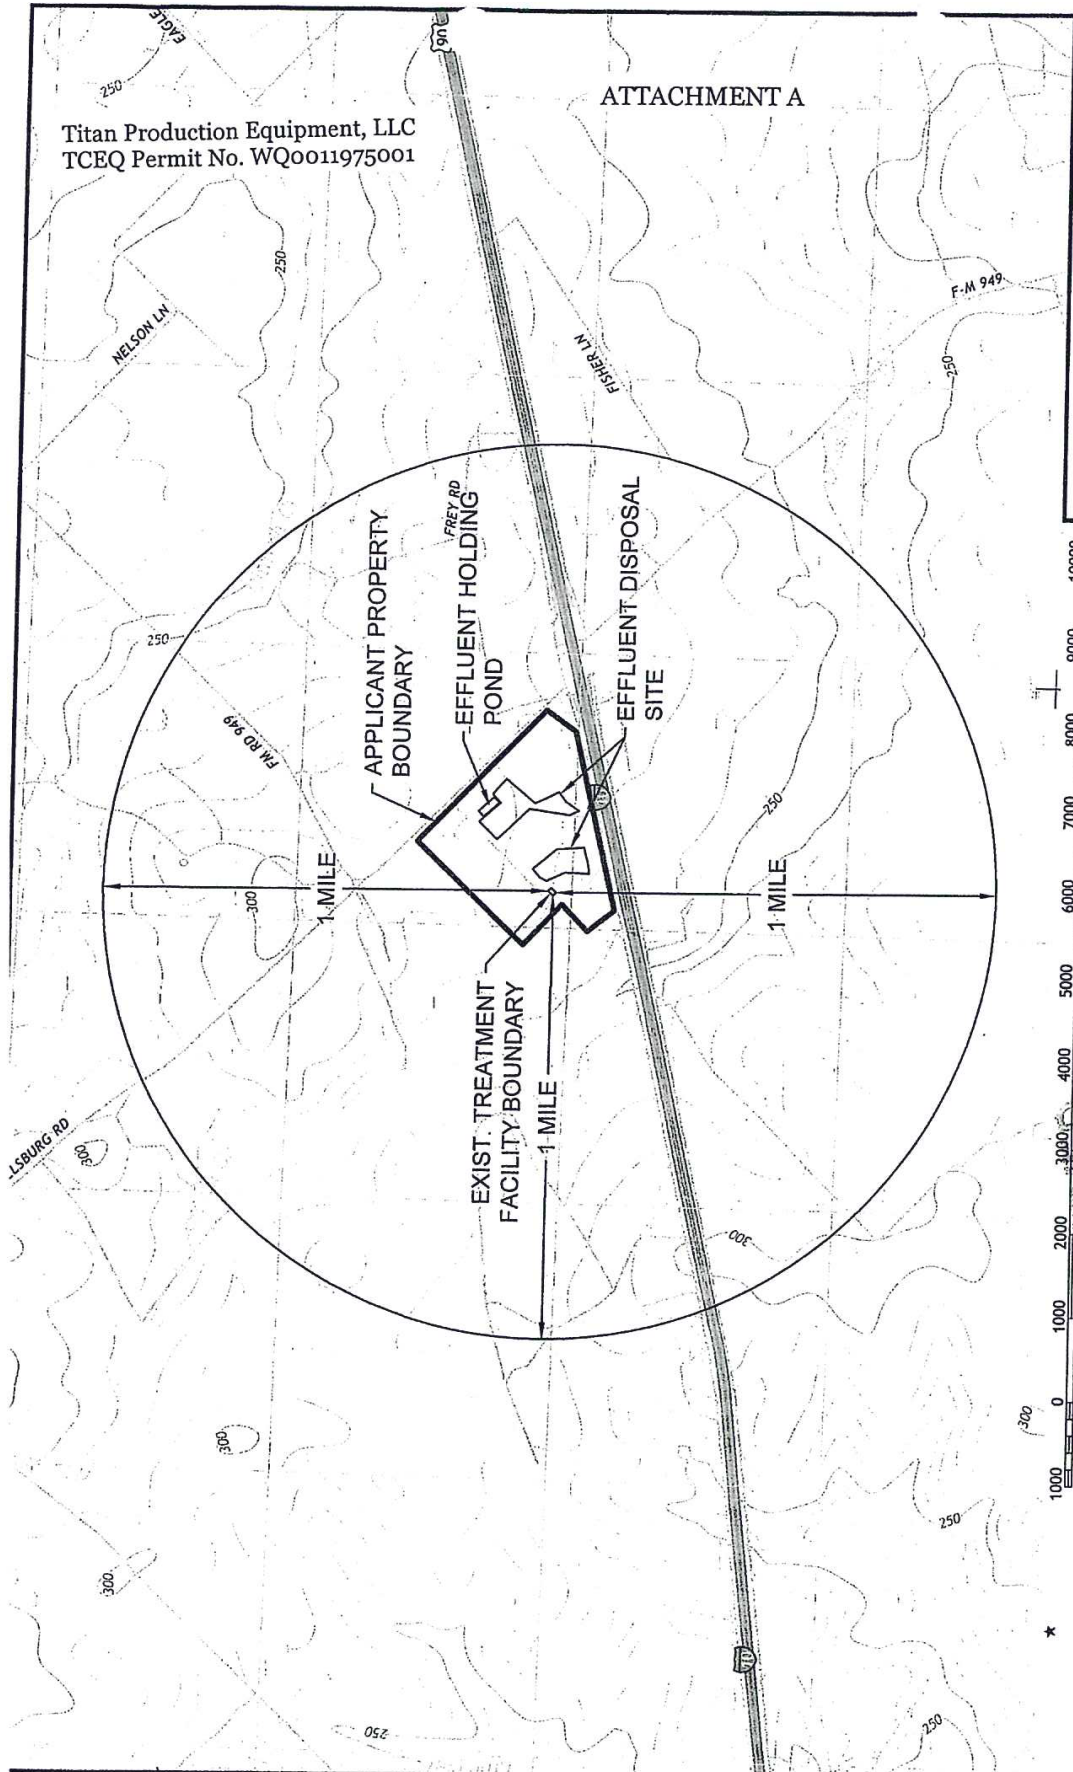 ATTACHMENT A
Titan Production Equipment, LLC
TCEQ Permit No. WQ0011975001
EAGLE
250
90
NELSON LN
250
FISHER LN
F-M 949
250
APPLICANT PROPERTY
BOUNDARY
FREY RD
EFFLUENT HOLDING
POND
EFFLUENT DISPOSAL
SITE
250
FM RD 949
300
1 MILE
1 MILE
250
EXIST. TREATMENT
FACILITY BOUNDARY
1 MILE
LSBURG RD
300
300
300
300
250
250
300
250
1000
0
1000
2000
3000
4000
5000
6000
7000
8000
9000
10000